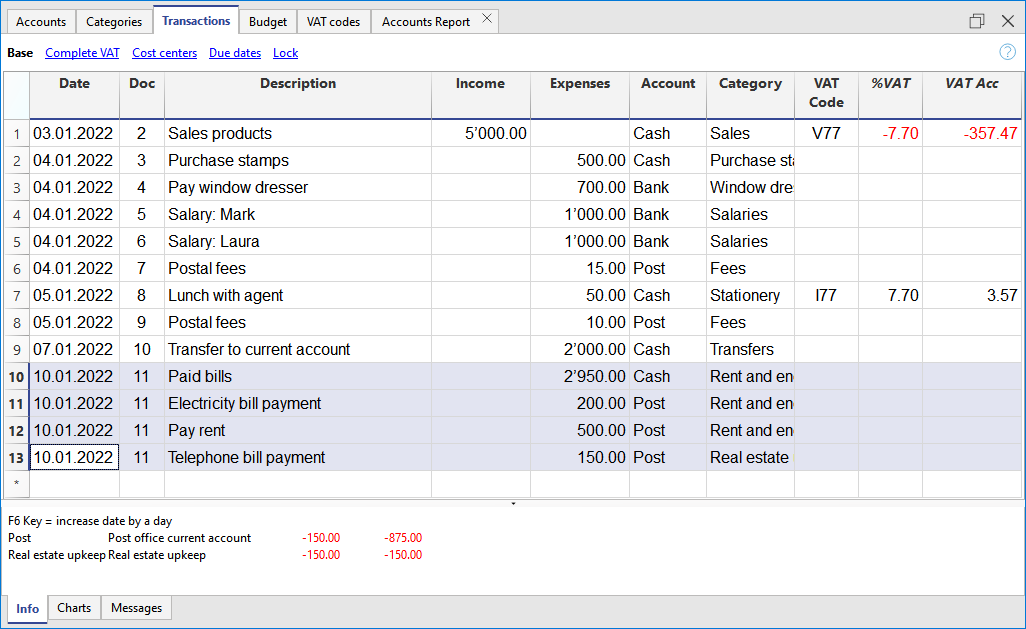 Accounts Categories Transactions Budget VAT codes Accounts Report
Base Complete VAT Cost centers Due dates Lock
Date Doc Description Income Expenses Account Category VAT Code %VAT VAT Acc
1 03.01.2022 2 Sales products 5’000.00 Cash Sales V77 -7.70 -357.47
2 04.01.2022 3 Purchase stamps 500.00 Cash Purchase sta
3 04.01.2022 4 Pay window dresser 700.00 Bank Window dre
4 04.01.2022 5 Salary: Mark 1’000.00 Bank Salaries
5 04.01.2022 6 Salary: Laura 1’000.00 Bank Salaries
6 04.01.2022 7 Postal fees 15.00 Post Fees
7 05.01.2022 8 Lunch with agent 50.00 Cash Stationery I77 7.70 3.57
8 05.01.2022 9 Postal fees 10.00 Post Fees
9 07.01.2022 10 Transfer to current account 2’000.00 Cash Transfers
10 10.01.2022 11 Paid bills 2’950.00 Cash Rent and en
11 10.01.2022 11 Electricity bill payment 200.00 Post Rent and en
12 10.01.2022 11 Pay rent 500.00 Post Rent and en
13 10.01.2022 11 Telephone bill payment 150.00 Post Real estate
*
F6 Key = increase date by a day
Post Post office current account -150.00 -875.00
Real estate upkeep Real estate upkeep -150.00 -150.00
Info Charts Messages